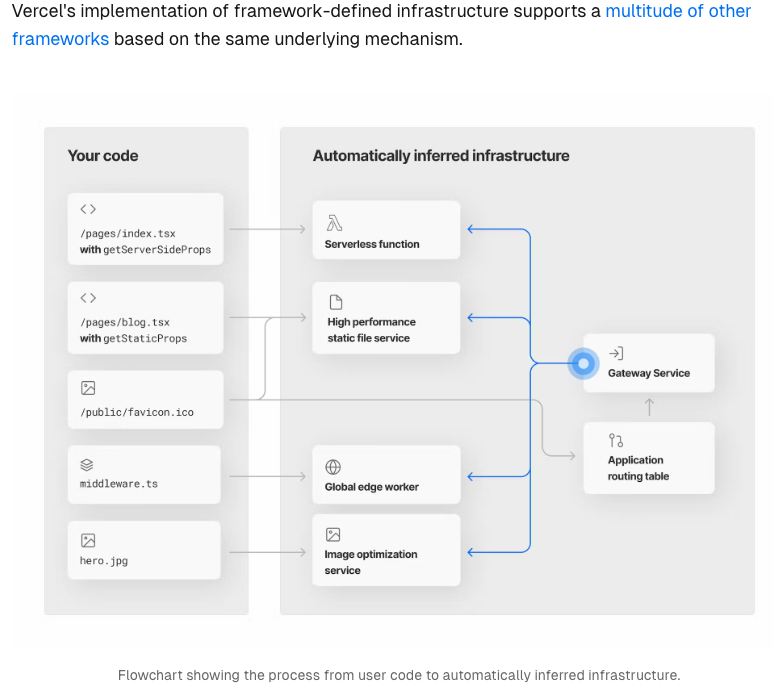 Vercel's implementation of framework-defined infrastructure supports a multitude of other
frameworks based on the same underlying mechanism.
Your code
/pages/index.tsx
with getServerSideProps
/pages/blog.tsx
with getStaticProps
/public/favicon.ico
middleware.ts
hero.jpg
Automatically inferred infrastructure
Serverless function
High performance
static file service
Global edge worker
Image optimization
service
Gateway Service
Application
routing table
Flowchart showing the process from user code to automatically inferred infrastructure.